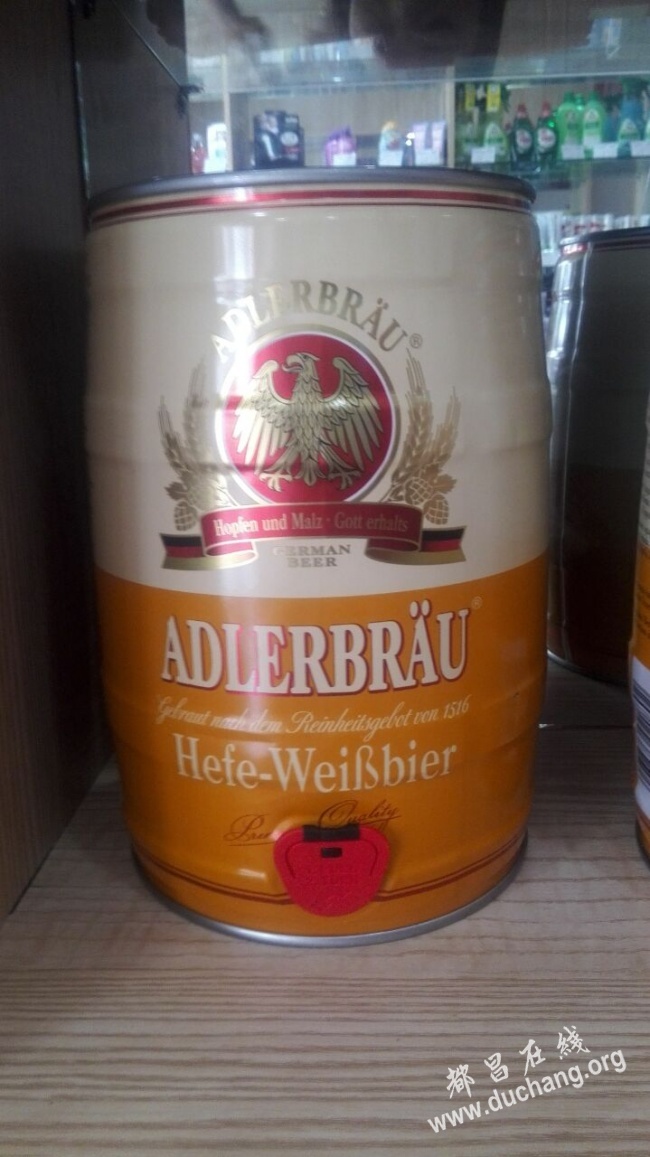 ADLERBRÄU®
Hopfen und Malz · Gott erhalts
GERMAN
BEER
ADLERBRÄU®
Gebraut nach dem Reinheitsgebot von 1516
Hefe-Weißbier
Quality
都昌在线
www.duchang.org